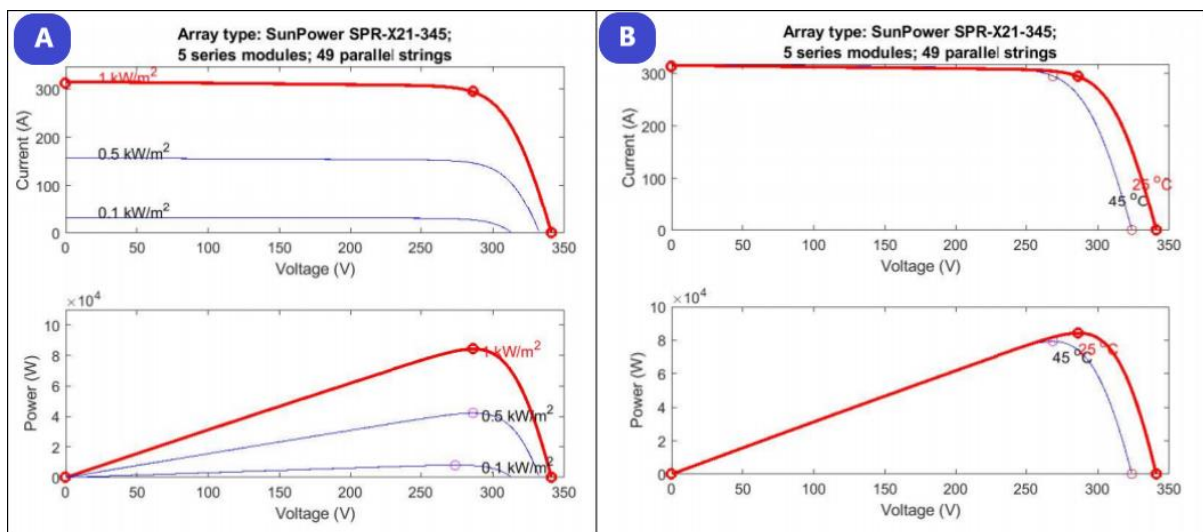 A
Array type: SunPower SPR-X21-345;
5 series modules; 49 parallel strings
Current (A)
300
200
100
0
1 kW/m2
0.5 kW/m2
0.1 kW/m2
0 50 100 150 200 250 300 350
Voltage (V)
×10^4
Power (W)
10
8
6
4
2
0
1 kW/m2
0.5 kW/m2
0.1 kW/m2
0 50 100 150 200 250 300 350
Voltage (V)
B
Array type: SunPower SPR-X21-345;
5 series modules; 49 parallel strings
Current (A)
300
200
100
0
25 °C
45 °C
0 50 100 150 200 250 300 350
Voltage (V)
×10^4
Power (W)
10
8
6
4
2
0
25 °C
45 °C
0 50 100 150 200 250 300 350
Voltage (V)